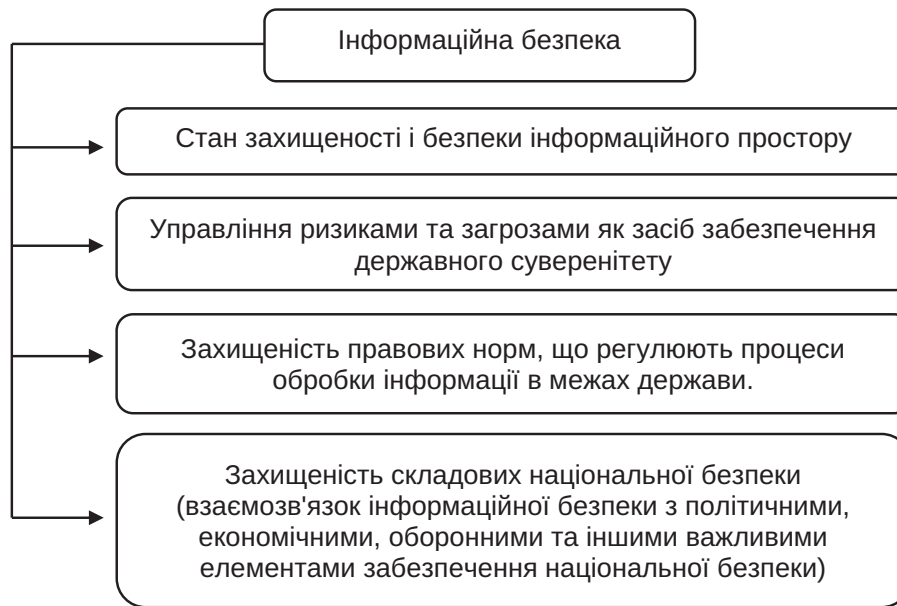 Інформаційна безпека
Стан захищеності і безпеки інформаційного простору
Управління ризиками та загрозами як засіб забезпечення
державного суверенітету
Захищеність правових норм, що регулюють процеси
обробки інформації в межах держави.
Захищеність складових національної безпеки
(взаємозв'язок інформаційної безпеки з політичними,
економічними, оборонними та іншими важливими
елементами забезпечення національної безпеки)